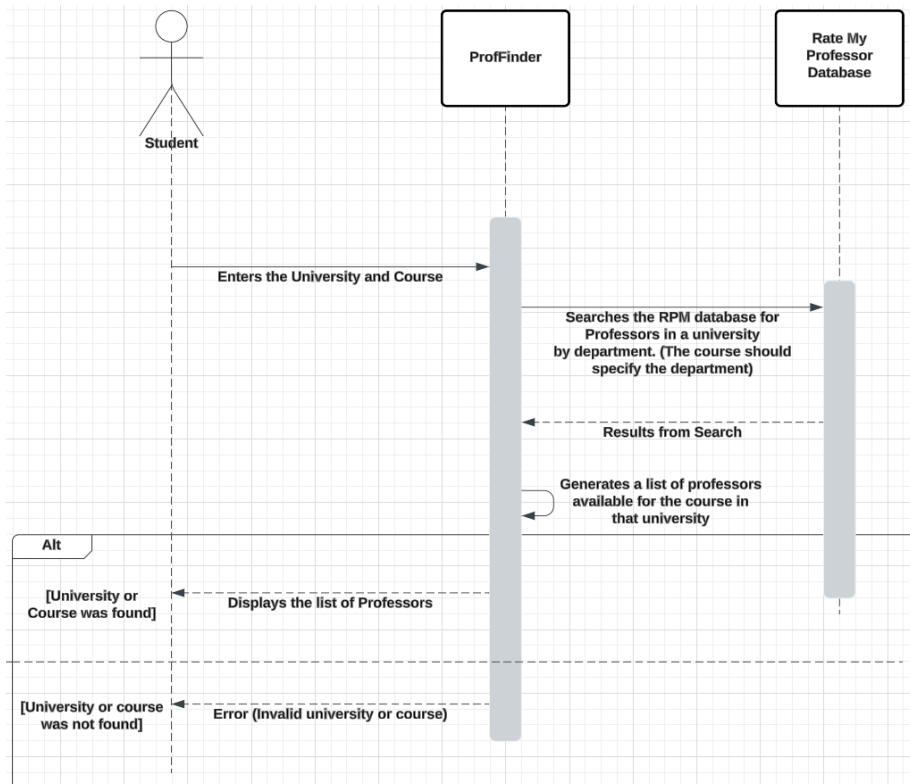 ProfFinder
Rate My
Professor
Database
Student
Enters the University and Course
Searches the RPM database for
Professors in a university
by department. (The course should
specify the department)
Results from Search
Generates a list of professors
available for the course in
that university
Alt
[University or
Course was found]
Displays the list of Professors
[University or course
was not found]
Error (Invalid university or course)